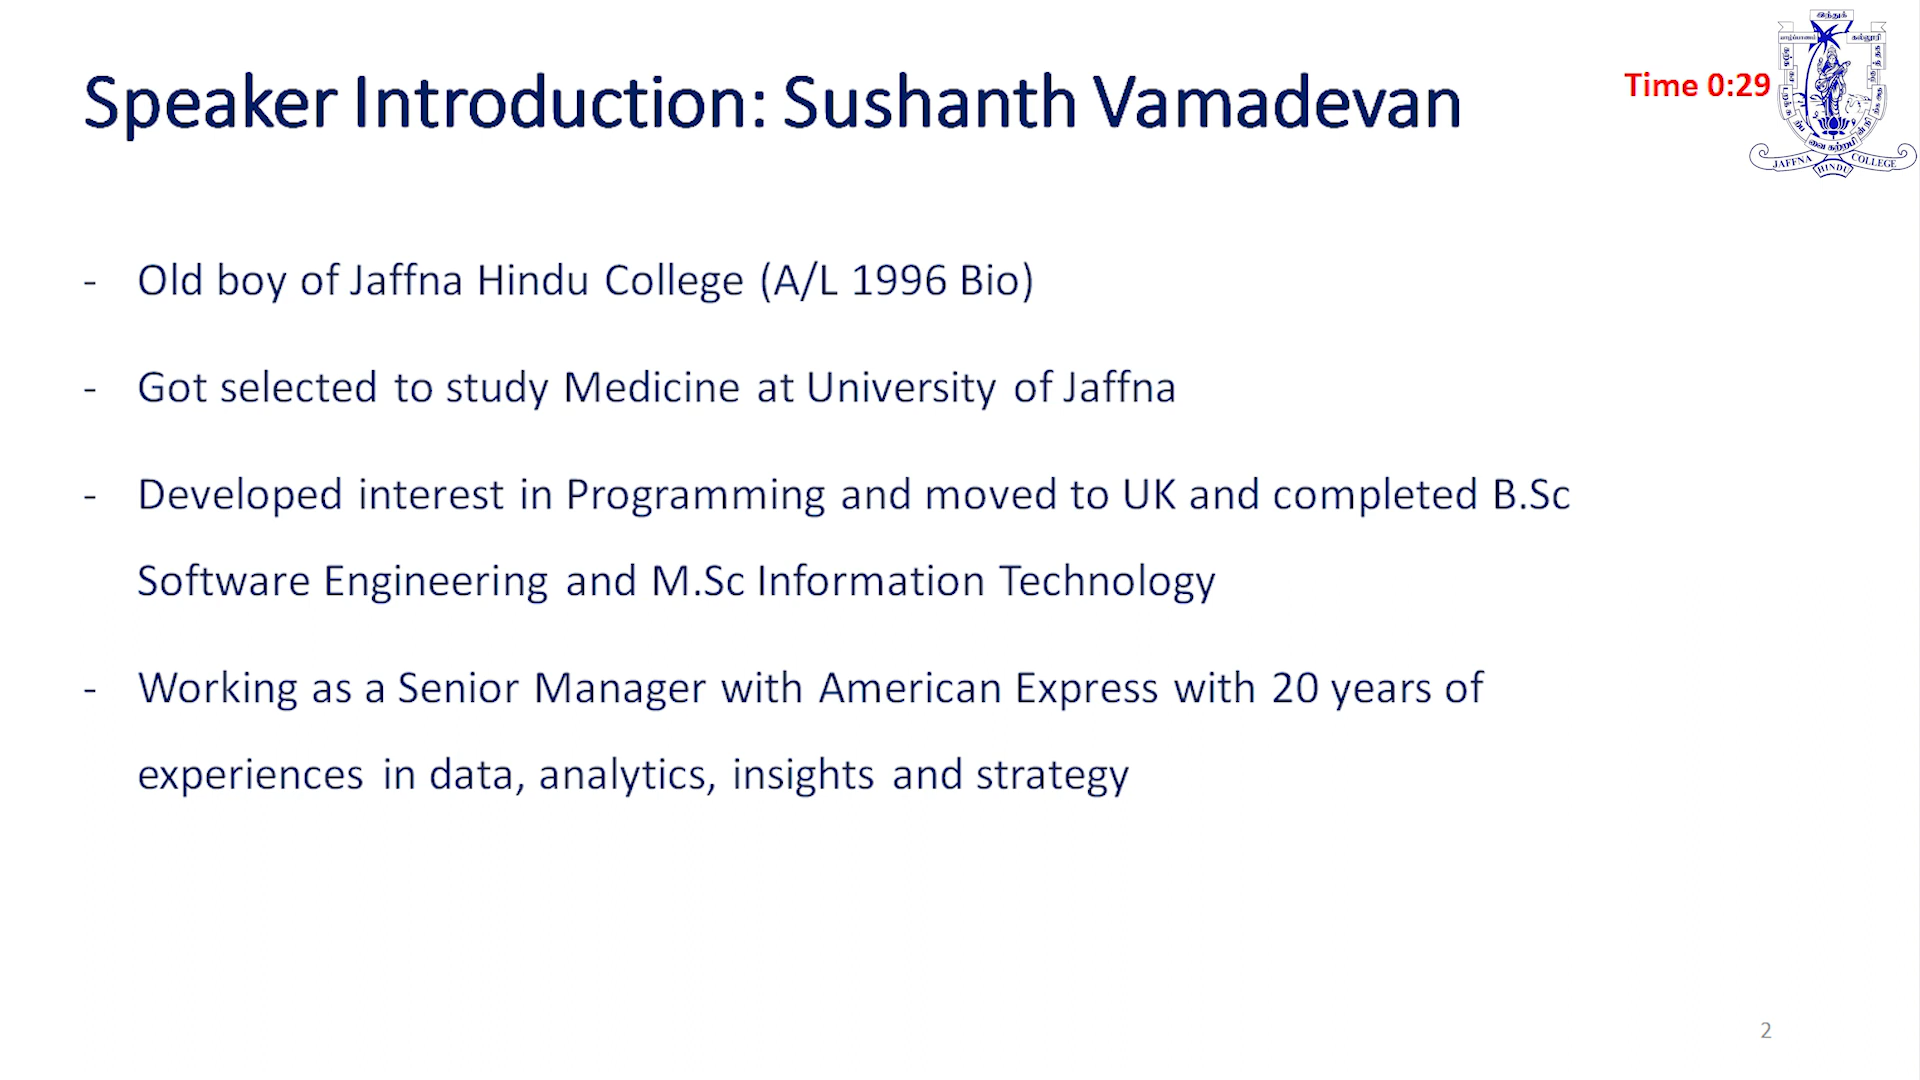 Speaker Introduction: Sushanth Vamadevan
Time 0:29
இந்துக்
யாழ்ப்பாணம்
கல்லூரி
JAFFNA HINDU COLLEGE
- Old boy of Jaffna Hindu College (A/L 1996 Bio)
- Got selected to study Medicine at University of Jaffna
- Developed interest in Programming and moved to UK and completed B.Sc
Software Engineering and M.Sc Information Technology
- Working as a Senior Manager with American Express with 20 years of
experiences in data, analytics, insights and strategy
2